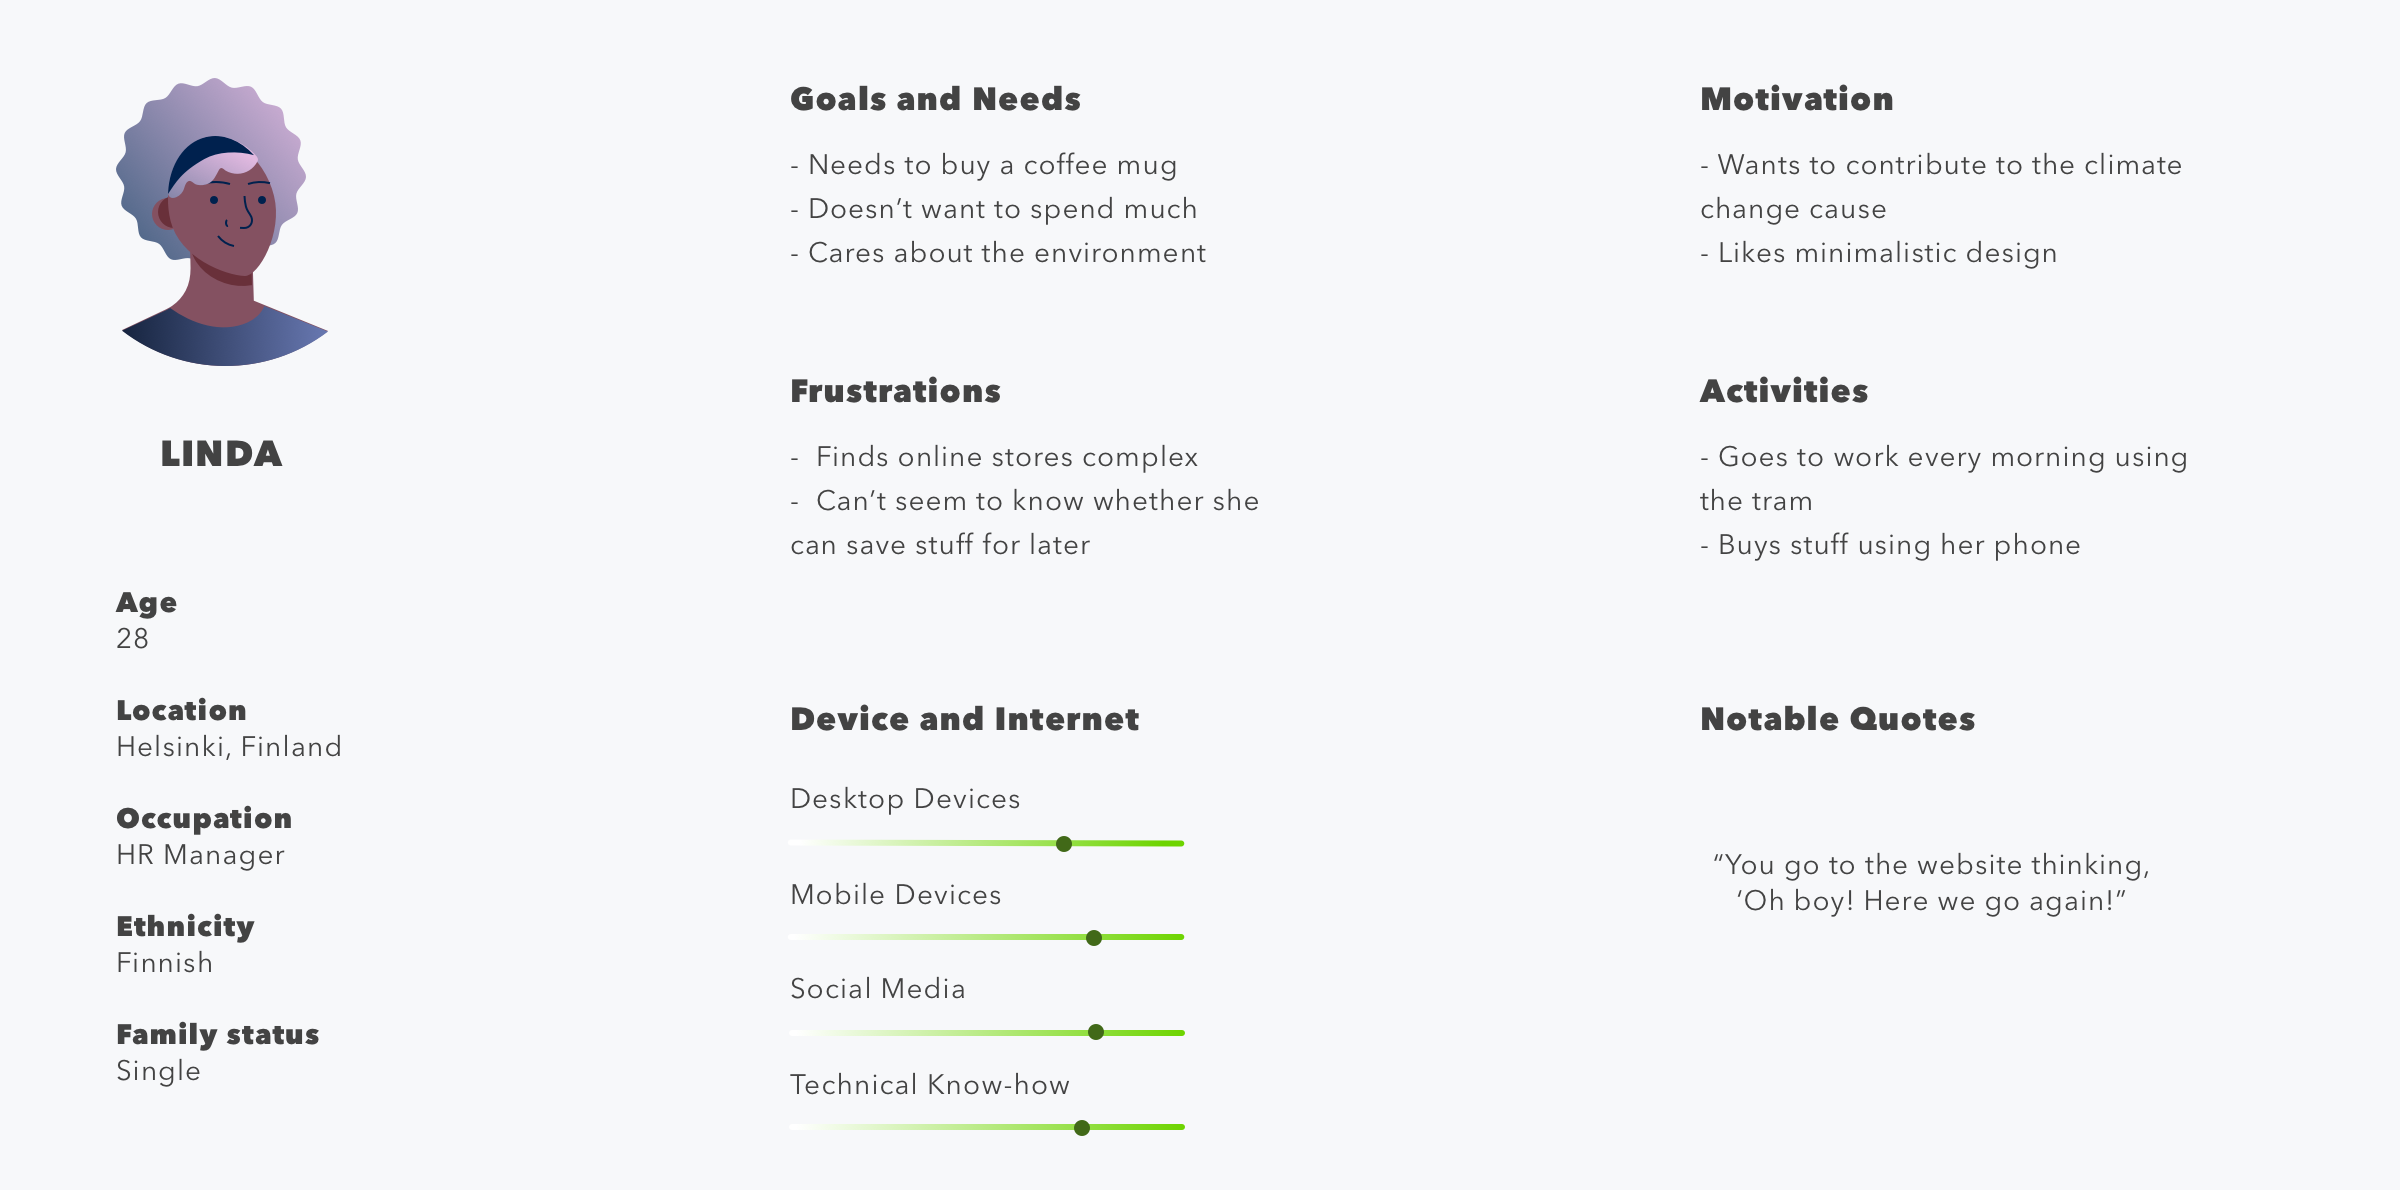 LINDA
Age
28
Location
Helsinki, Finland
Occupation
HR Manager
Ethnicity
Finnish
Family status
Single
Goals and Needs
- Needs to buy a coffee mug
- Doesn’t want to spend much
- Cares about the environment
Frustrations
-  Finds online stores complex
-  Can’t seem to know whether she
can save stuff for later
Device and Internet
Desktop Devices
Mobile Devices
Social Media
Technical Know-how
Motivation
- Wants to contribute to the climate
change cause
- Likes minimalistic design
Activities
- Goes to work every morning using
the tram
- Buys stuff using her phone
Notable Quotes
“You go to the website thinking,
‘Oh boy! Here we go again!”